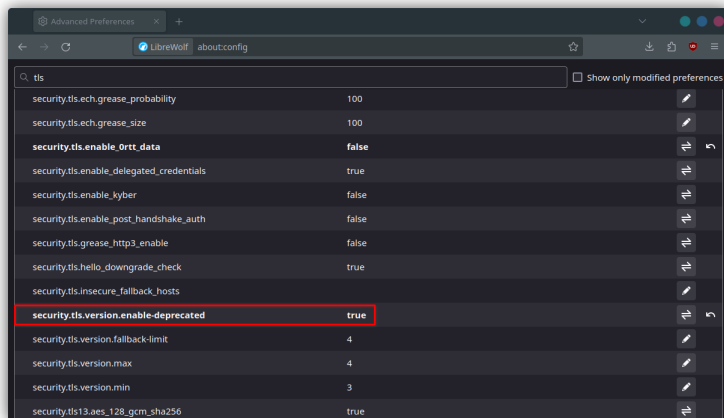 Advanced Preferences
LibreWolf about:config
tls Show only modified preferences
security.tls.ech.grease_probability 100
security.tls.ech.grease_size 100
security.tls.enable_0rtt_data false
security.tls.enable_delegated_credentials true
security.tls.enable_kyber false
security.tls.enable_post_handshake_auth false
security.tls.grease_http3_enable false
security.tls.hello_downgrade_check true
security.tls.insecure_fallback_hosts
security.tls.version.enable-deprecated true
security.tls.version.fallback-limit 4
security.tls.version.max 4
security.tls.version.min 3
security.tls13.aes_128_gcm_sha256 true